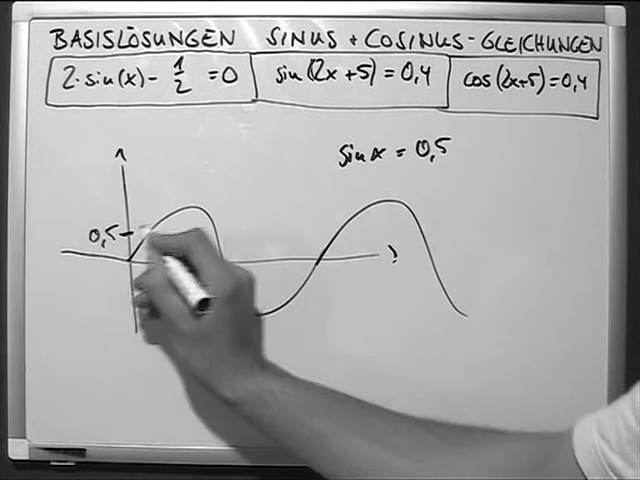 BASISLÖSUNGEN SINUS + COSINUS-GLEICHUNGEN
2·sin(x) - 1/2 = 0
sin(2x+5) = 0,4
cos(2x+5) = 0,4
sin x = 0,5
0,5